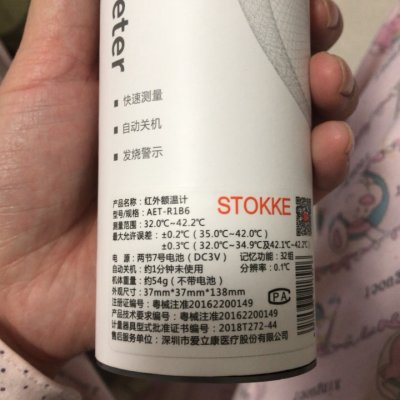 eter
■ 快速测量
■ 自动关机
■ 发烧警示
产品名称: 红外额温计
STOKKE
型号/规格: AET-R1B6
测量范围: 32.0℃~42.2℃
最大允许误差: ±0.2℃ (35.0℃~42.0℃)
±0.3℃ (32.0℃~34.9℃及42.1℃~42.2℃)
电 源: 两节7号电池 (DC3V) 记忆功能: 32组
自动关机: 约1分钟未使用 分辨率: 0.1℃
机体重量: 约54g (不带电池)
外观尺寸: 37mm*37mm*138mm
PA
注册证编号: 粤械注准20162200149
产品技术要求编号: 粤械注准20162200149
计量器具型式批准证书编号: 2018T272-44
售后服务单位: 深圳市爱立康医疗股份有限公司